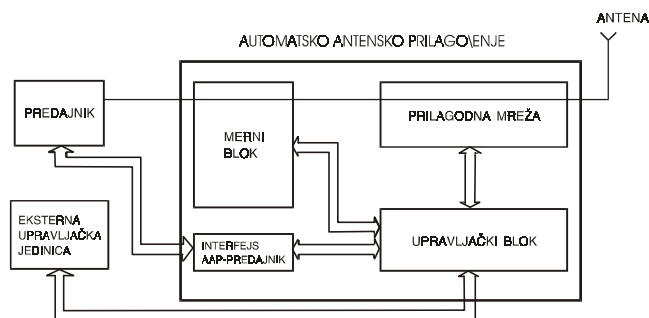 ANTENA
AUTOMATSKO ANTENSKO PRILAGO\ENJE
PREDAJNIK
MERNI
BLOK
PRILAGODNA MREŽA
EKSTERNA
UPRAVLJAČKA
JEDINICA
INTERFEJS
AAP-PREDAJNIK
UPRAVLJAČKI BLOK